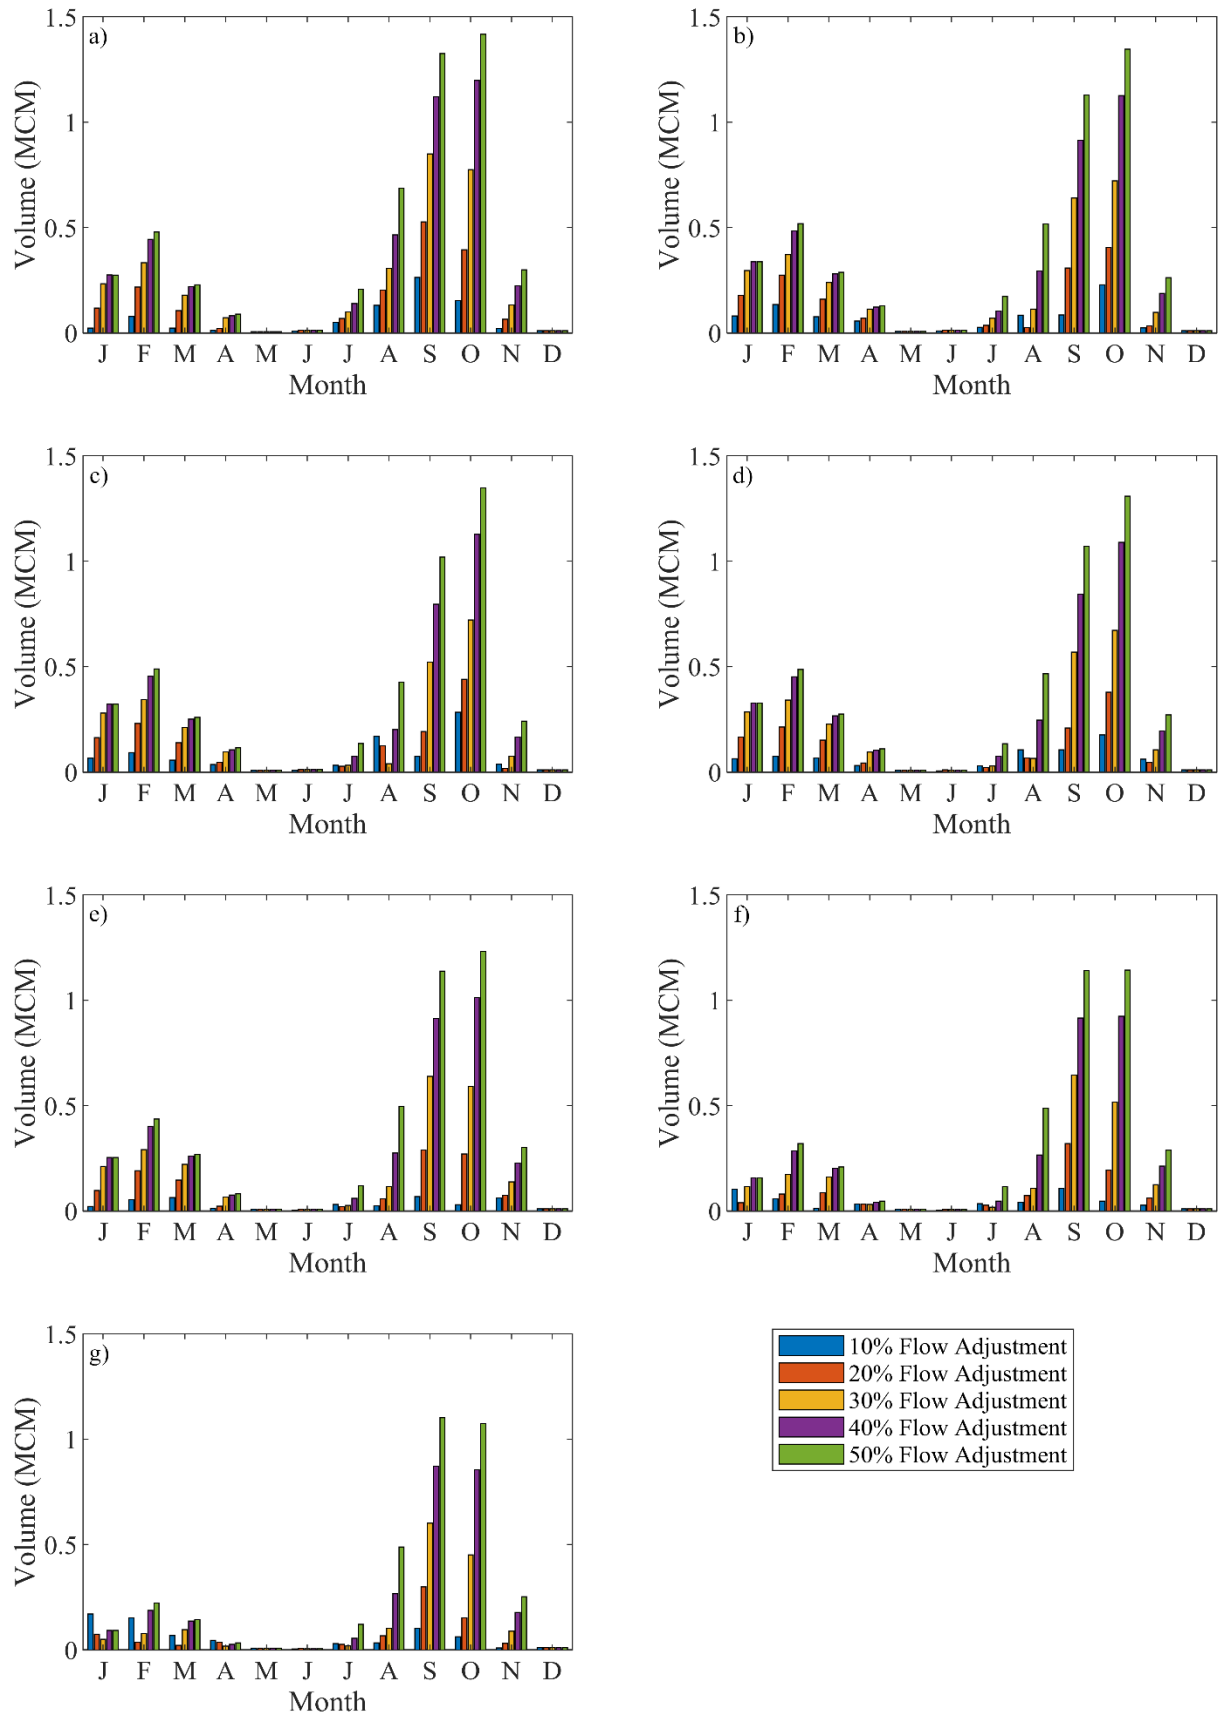 a)
Volume (MCM)
1.5
1
0.5
0
J F M A M J J A S O N D
Month
b)
Volume (MCM)
1.5
1
0.5
0
J F M A M J J A S O N D
Month
c)
Volume (MCM)
1.5
1
0.5
0
J F M A M J J A S O N D
Month
d)
Volume (MCM)
1.5
1
0.5
0
J F M A M J J A S O N D
Month
e)
Volume (MCM)
1.5
1
0.5
0
J F M A M J J A S O N D
Month
f)
Volume (MCM)
1.5
1
0.5
0
J F M A M J J A S O N D
Month
g)
Volume (MCM)
1.5
1
0.5
0
J F M A M J J A S O N D
Month
10% Flow Adjustment
20% Flow Adjustment
30% Flow Adjustment
40% Flow Adjustment
50% Flow Adjustment